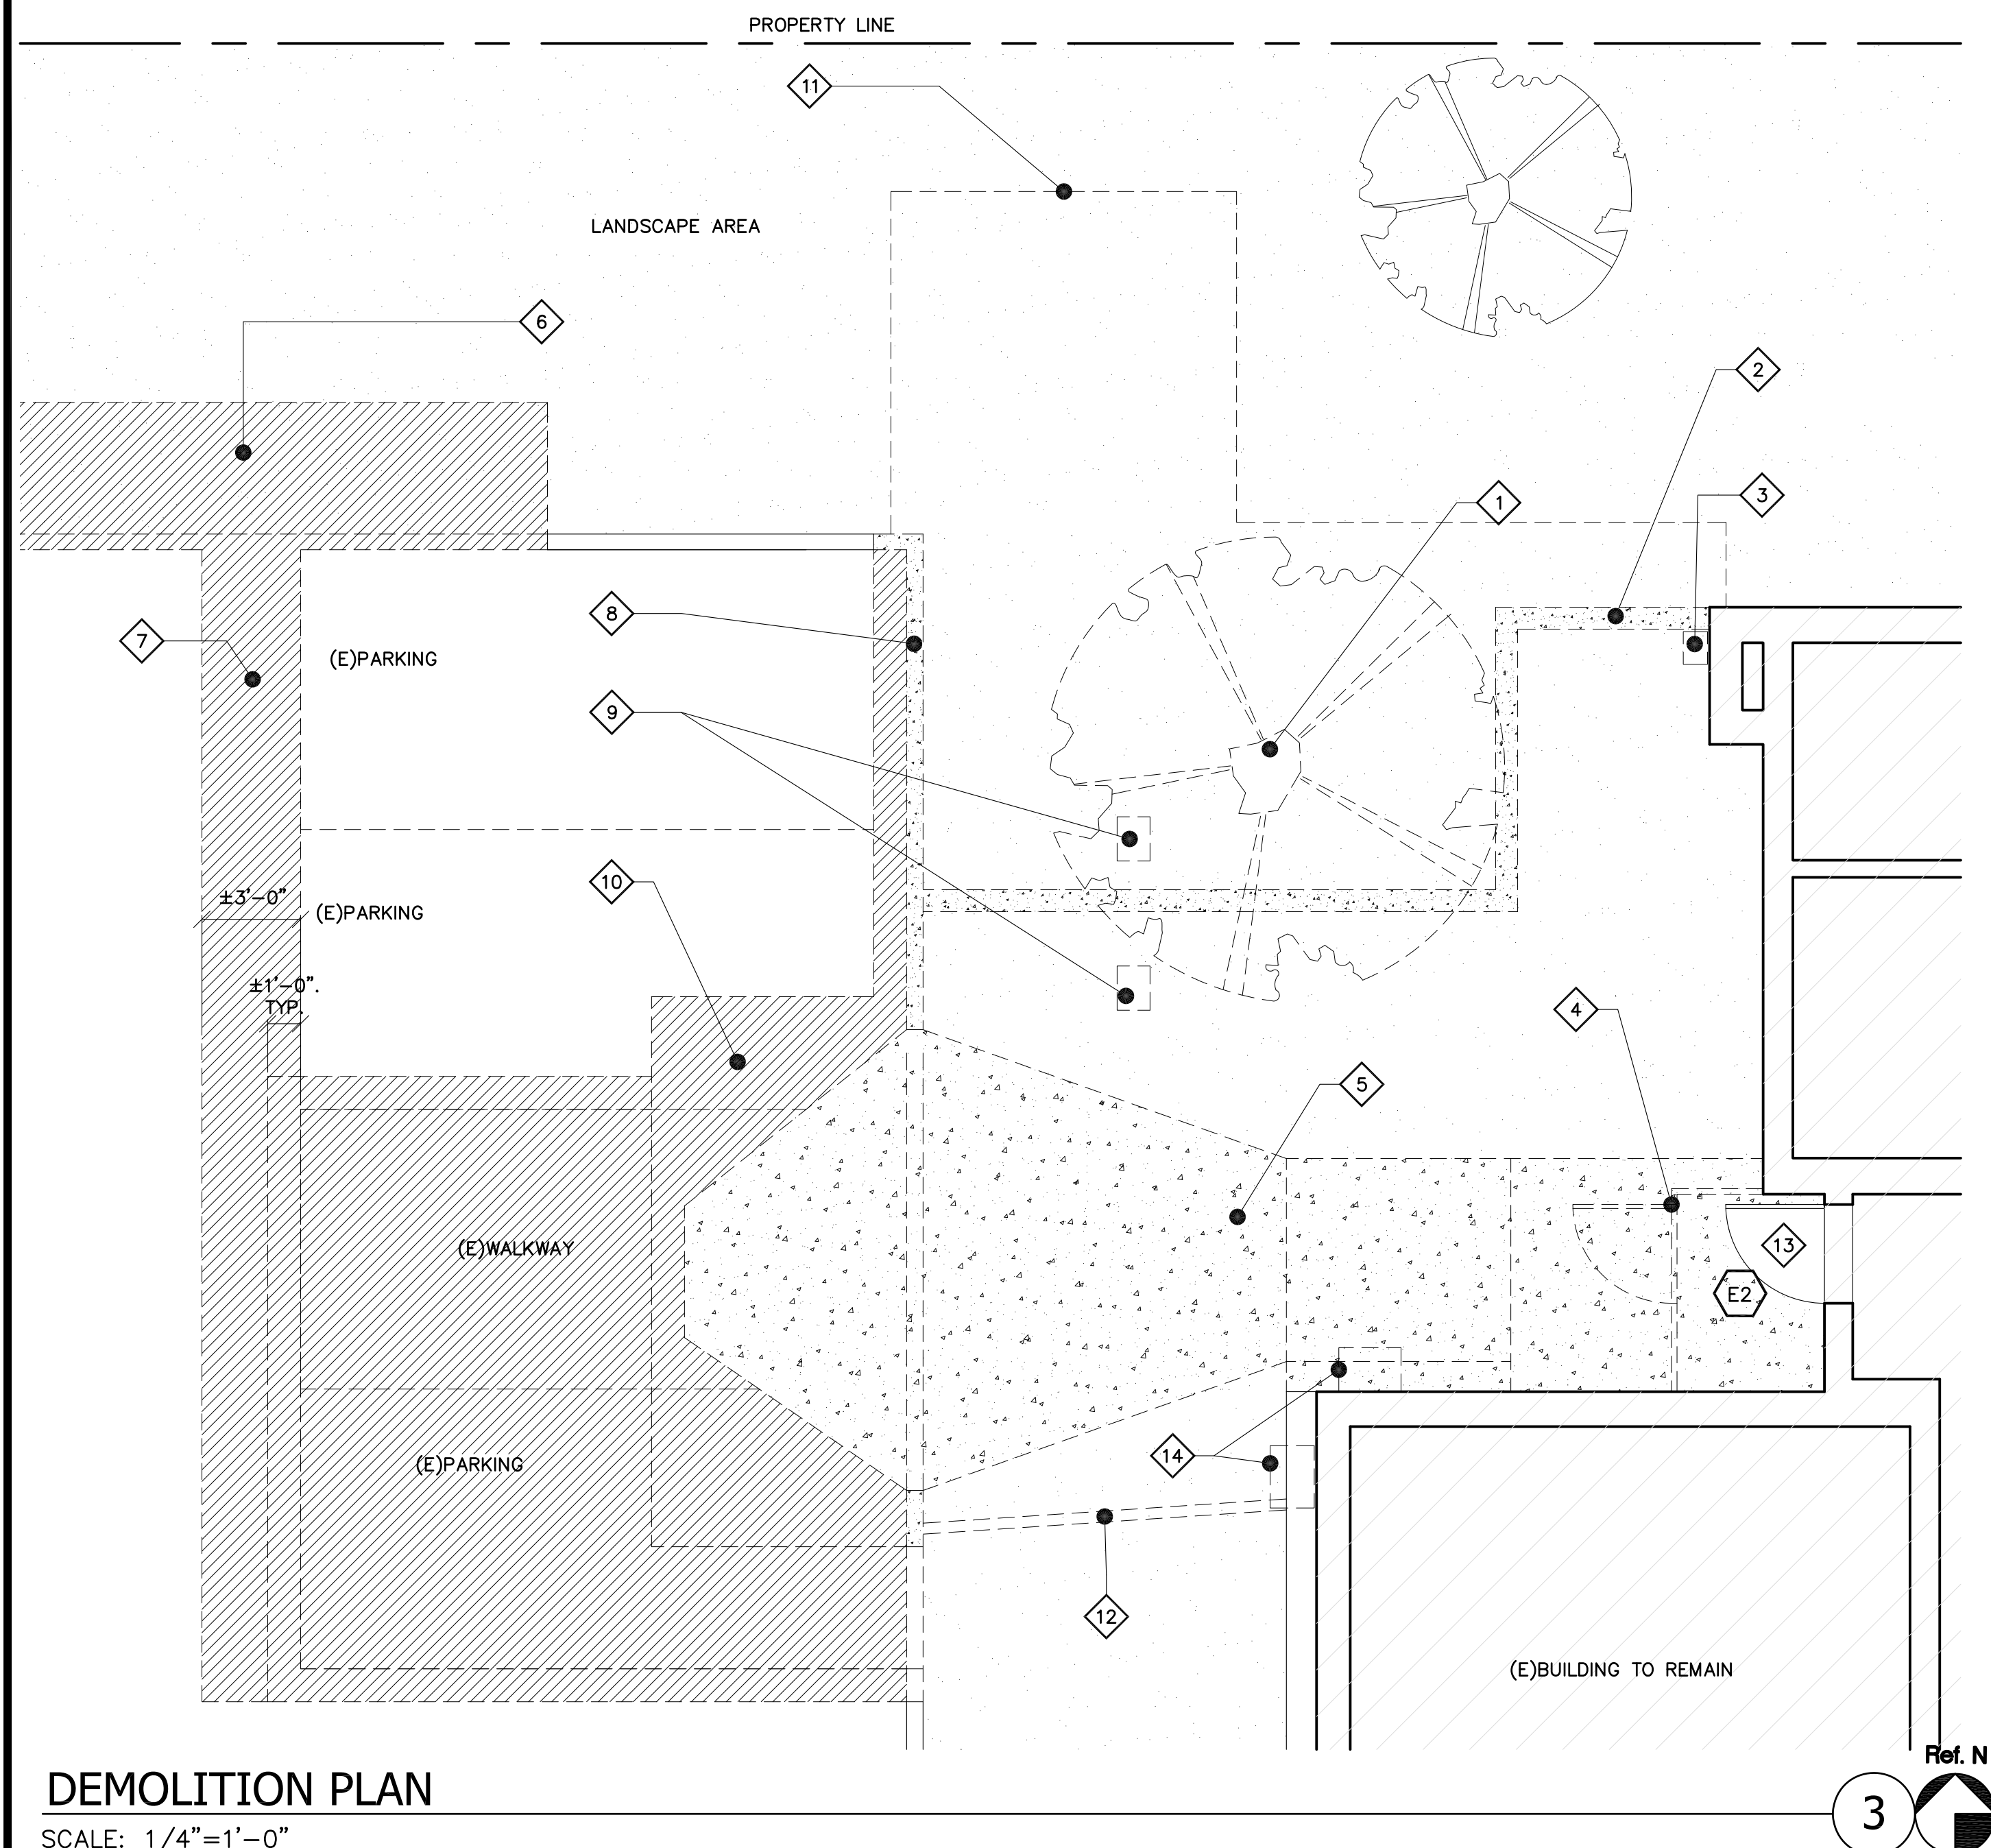 PROPERTY LINE
11
LANDSCAPE AREA
6
2
3
1
8
7
(E)PARKING
9
10
±3'-0"
(E)PARKING
±1'-0".
TYP.
4
5
(E)WALKWAY
13
E2
(E)PARKING
14
12
(E)BUILDING TO REMAIN
Ref. N
DEMOLITION PLAN
3
SCALE: 1/4"=1'-0"